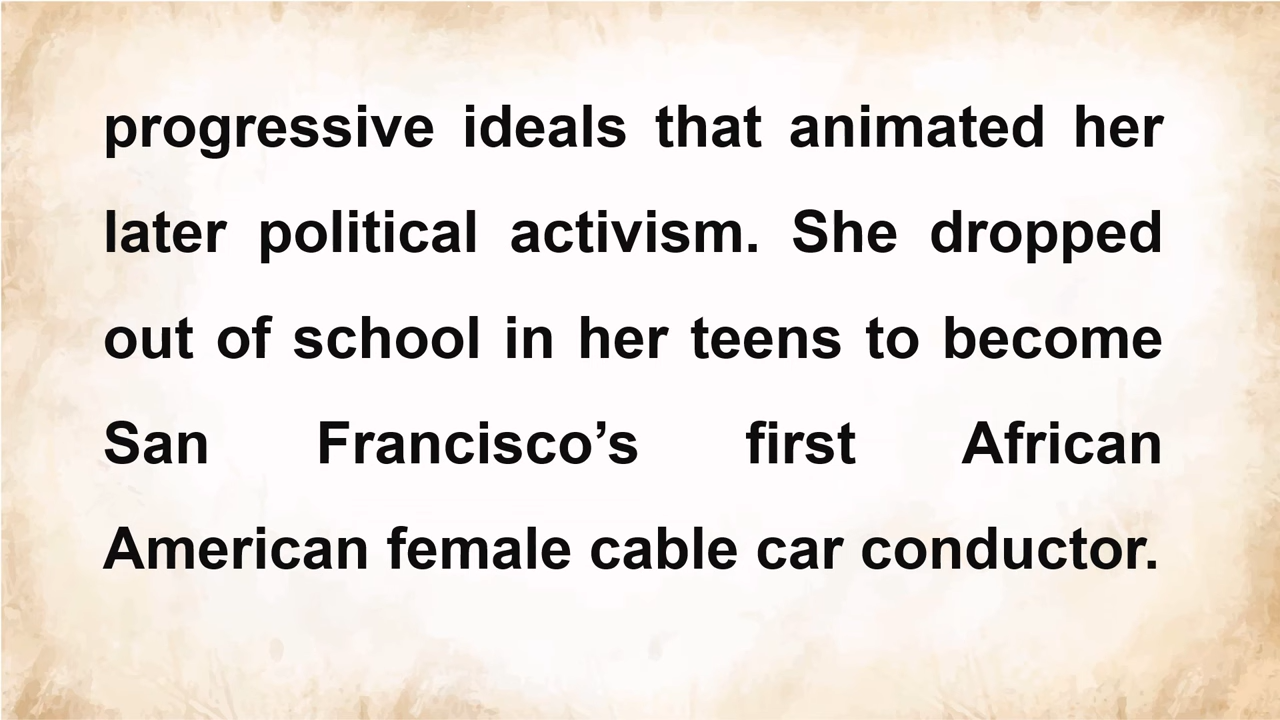 progressive ideals that animated her
later political activism. She dropped
out of school in her teens to become
San Francisco’s first African
American female cable car conductor.